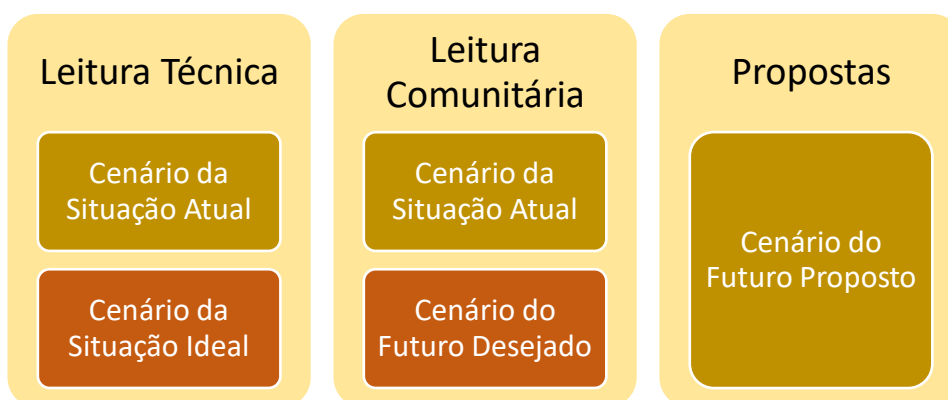 Leitura Técnica
Cenário da
Situação Atual
Cenário da
Situação Ideal
Leitura
Comunitária
Cenário da
Situação Atual
Cenário do
Futuro Desejado
Propostas
Cenário do
Futuro Proposto